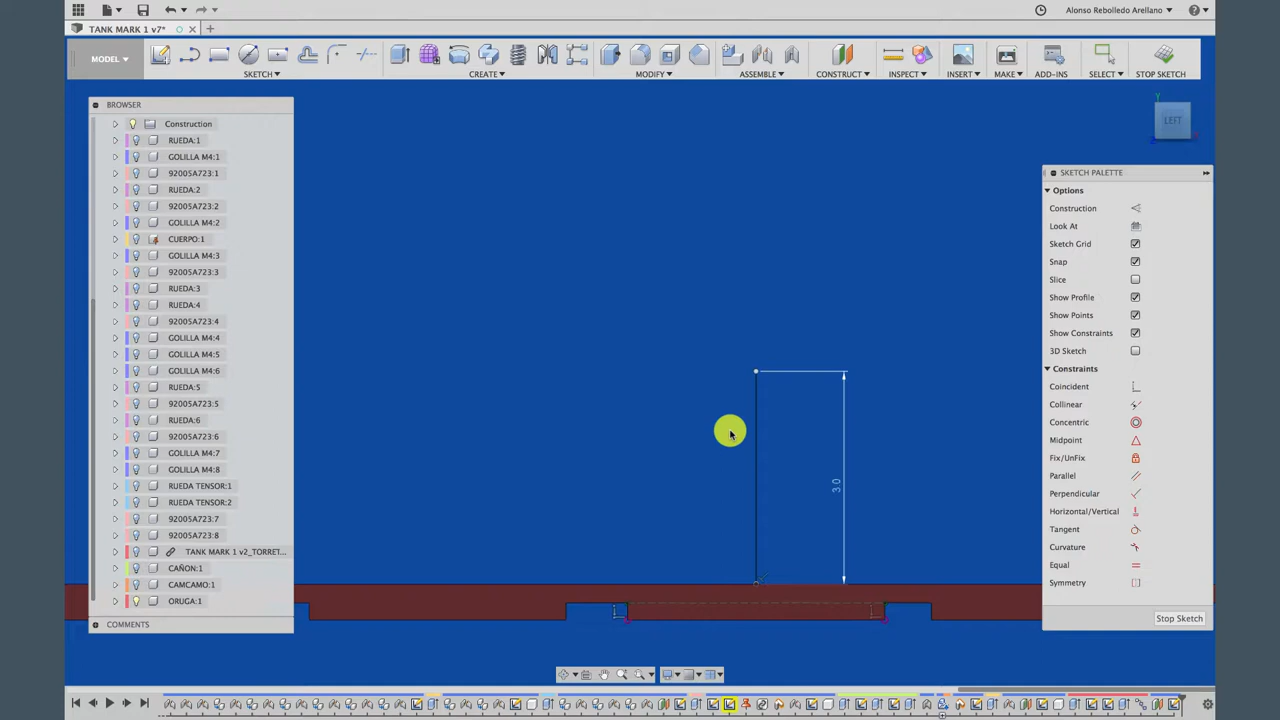 Alonso Rebolledo Arellano
TANK MARK 1 v7*
MODEL
SKETCH
CREATE
MODIFY
ASSEMBLE
CONSTRUCT
INSPECT
INSERT
MAKE
ADD-INS
SELECT
STOP SKETCH
BROWSER
Construction
RUEDA:1
GOLILLA M4:1
92005A723:1
RUEDA:2
92005A723:2
GOLILLA M4:2
CUERPO:1
GOLILLA M4:3
92005A723:3
RUEDA:3
RUEDA:4
92005A723:4
GOLILLA M4:4
GOLILLA M4:5
GOLILLA M4:6
RUEDA:5
92005A723:5
RUEDA:6
92005A723:6
GOLILLA M4:7
GOLILLA M4:8
RUEDA TENSOR:1
RUEDA TENSOR:2
92005A723:7
92005A723:8
TANK MARK 1 v2_TORRET...
CAÑON:1
CAMCAMO:1
ORUGA:1
COMMENTS
3.0
Y
LEFT
Z
SKETCH PALETTE
Options
Construction
Look At
Sketch Grid
Snap
Slice
Show Profile
Show Points
Show Constraints
3D Sketch
Constraints
Coincident
Collinear
Concentric
Midpoint
Fix/UnFix
Parallel
Perpendicular
Horizontal/Vertical
Tangent
Curvature
Equal
Symmetry
Stop Sketch